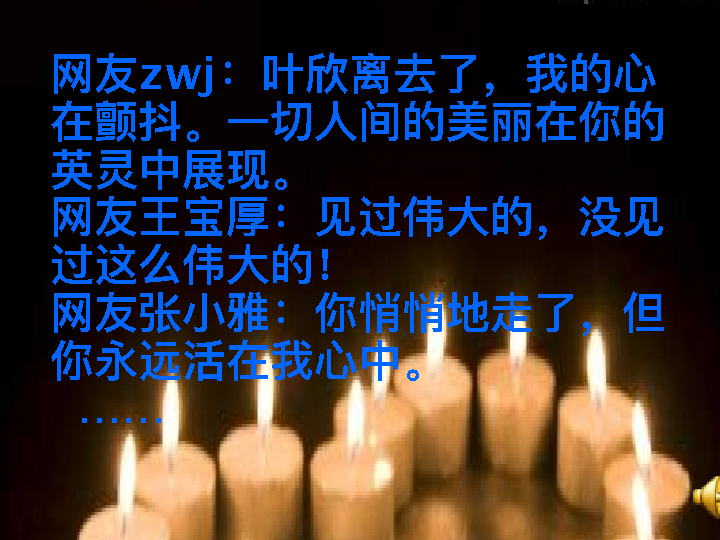 网友zwj：叶欣离去了，我的心
在颤抖。一切人间的美丽在你的
英灵中展现。
网友王宝厚：见过伟大的，没见
过这么伟大的！
网友张小雅：你悄悄地走了，但
你永远活在我心中。
……